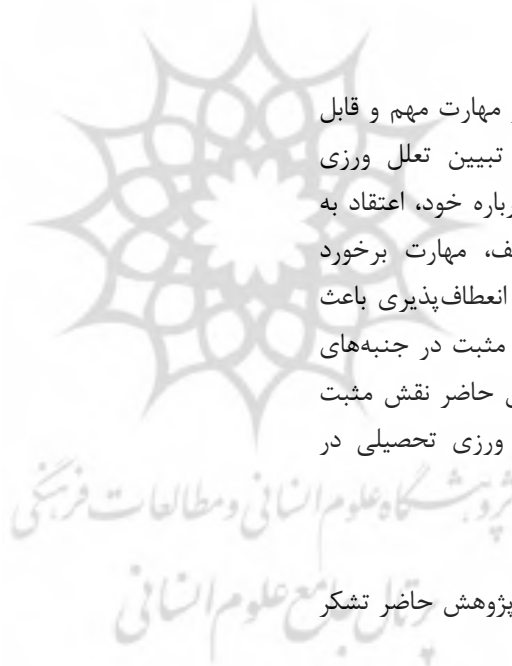 مهارت مهم و قابل
تبیین تعلل ورزی
باره خود، اعتقاد به
ف، مهارت برخورد
انعطاف‌پذیری باعث
مثبت در جنبه‌های
حاضر نقش مثبت
ورزی تحصیلی در
پژوهشگاه علوم انسانی و مطالعات فرهنگی
پژوهش حاضر تشکر
پرتال جامع علوم انسانی